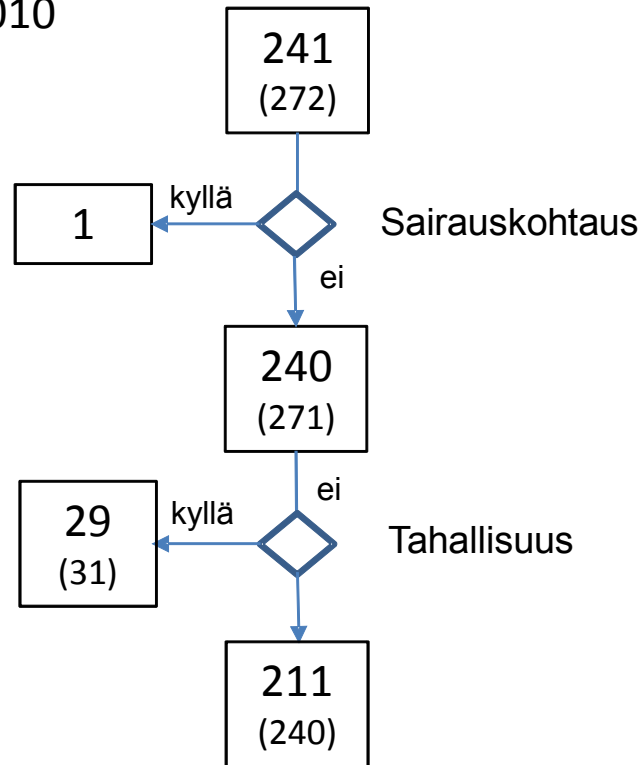 010
241
(272)
kyllä
1
Sairauskohtaus
ei
240
(271)
ei
29
(31)
kyllä
Tahallisuus
211
(240)